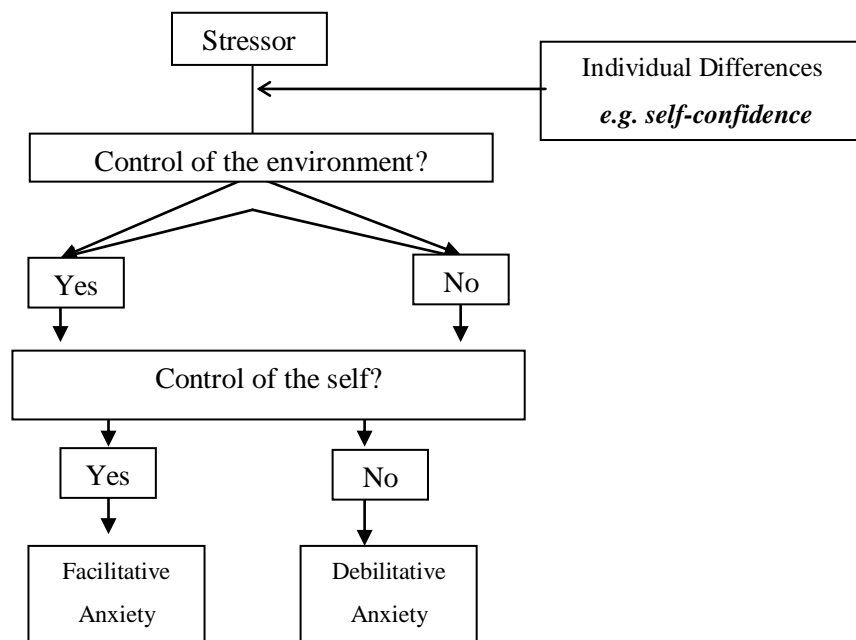 Stressor
Individual Differences
e.g. self-confidence
Control of the environment?
Yes
No
Control of the self?
Yes
No
Facilitative
Anxiety
Debilitative
Anxiety